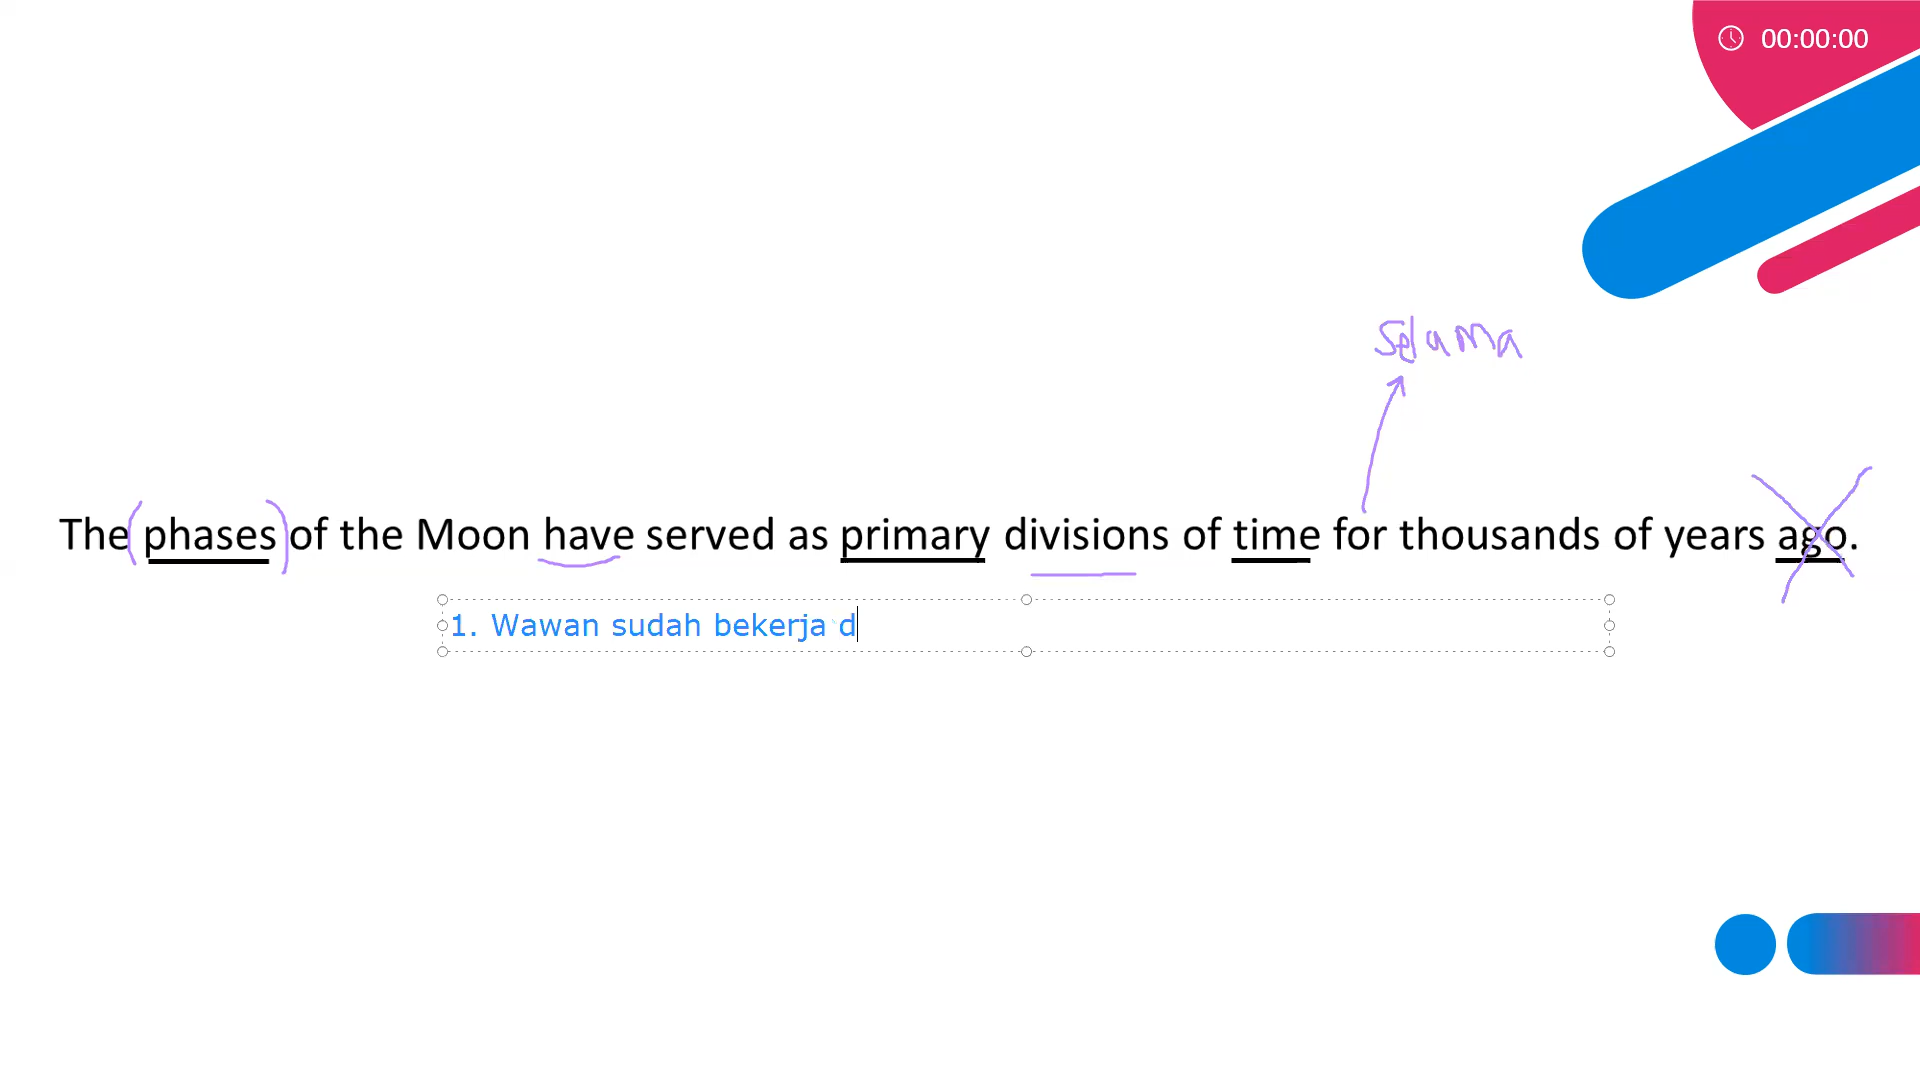 00:00:00
Selama
The phases of the Moon have served as primary divisions of time for thousands of years ago.
1. Wawan sudah bekerja d